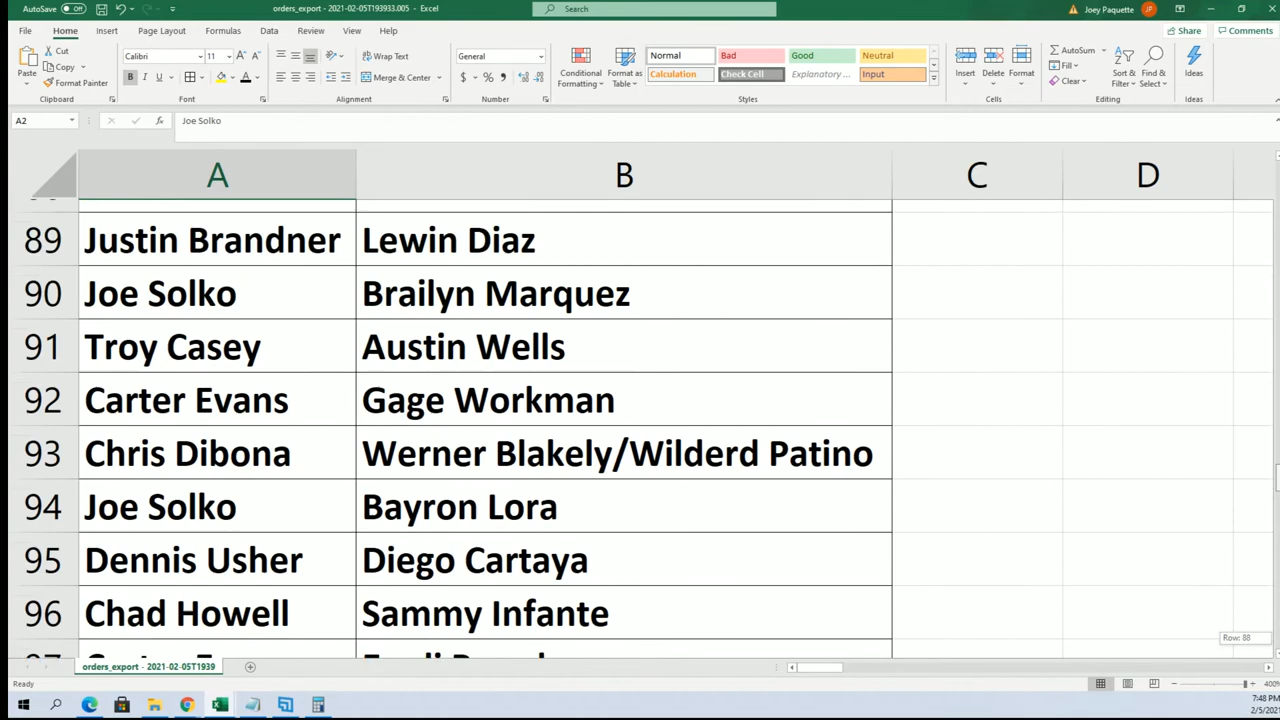 AutoSave Off orders_export - 2021-02-05T193933.005 - Excel Search Joey Paquette JP
File Home Insert Page Layout Formulas Data Review View Help Share Comments
Paste Cut Copy Format Painter Clipboard
Calibri 11 B I U A Font
Wrap Text Merge & Center Alignment
General $ % Number
Conditional Formatting Format as Table
Normal Bad Good Neutral
Calculation Check Cell Explanatory ... Input
Styles
Insert Delete Format Cells
AutoSum Fill Clear Sort & Filter Find & Select Editing
Ideas Ideas
A2 fx Joe Solko
A B C D
89 Justin Brandner Lewin Diaz
90 Joe Solko Brailyn Marquez
91 Troy Casey Austin Wells
92 Carter Evans Gage Workman
93 Chris Dibona Werner Blakely/Wilderd Patino
94 Joe Solko Bayron Lora
95 Dennis Usher Diego Cartaya
96 Chad Howell Sammy Infante
Row: 88
orders_export - 2021-02-05T1939
Ready 400%
7:48 PM
2/5/2021